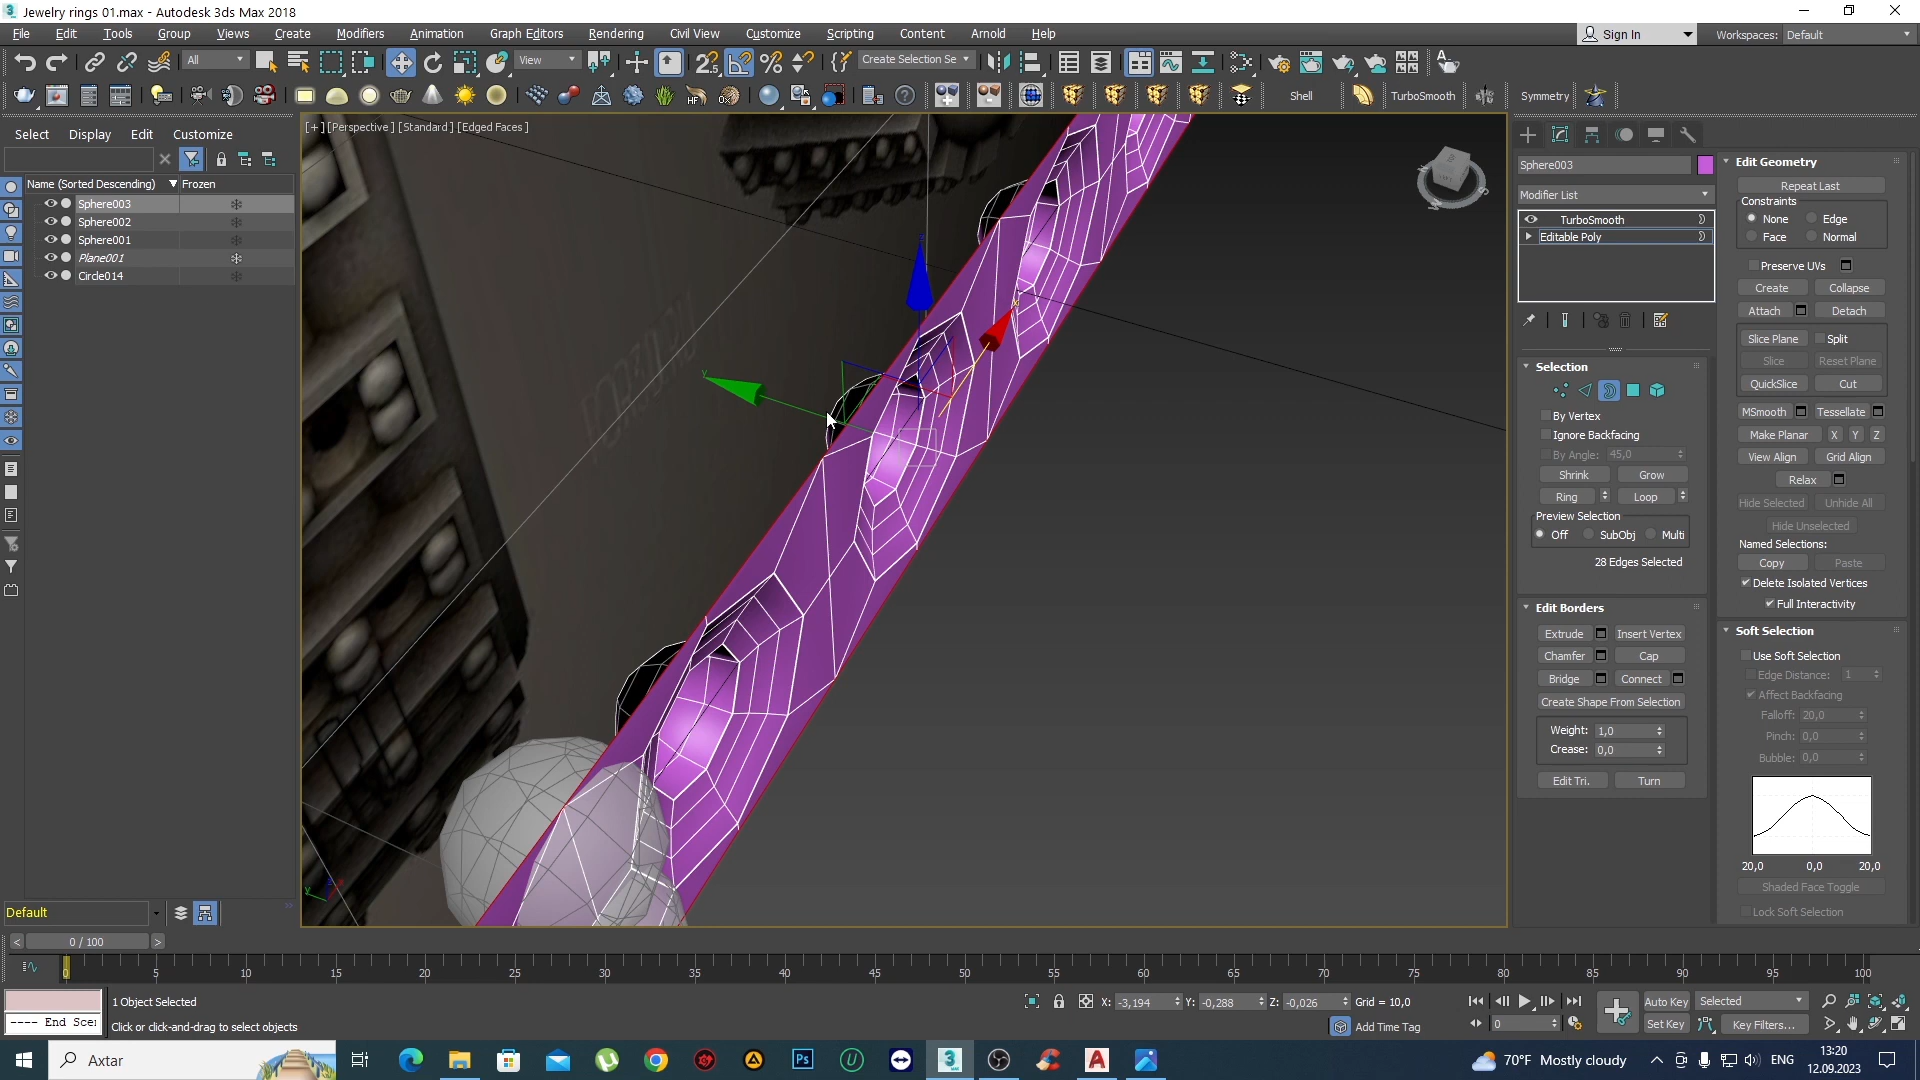 Jewelry rings 01.max - Autodesk 3ds Max 2018
File Edit Tools Group Views Create Modifiers Animation Graph Editors Rendering Civil View Customize Scripting Content Arnold Help
Sign In Workspaces: Default
All View Create Selection Se
Shell TurboSmooth Symmetry
Select Display Edit Customize
[+] [Perspective] [Standard] [Edged Faces]
Name (Sorted Descending) Frozen
Sphere003
Sphere002
Sphere001
Plane001
Circle014
Default
Sphere003
Modifier List
TurboSmooth
Editable Poly
Selection
By Vertex
Ignore Backfacing
By Angle: 45,0
Shrink Grow
Ring Loop
Preview Selection
Off SubObj Multi
28 Edges Selected
Edit Borders
Extrude Insert Vertex
Chamfer Cap
Bridge Connect
Create Shape From Selection
Weight: 1,0
Crease: 0,0
Edit Tri. Turn
Edit Geometry
Repeat Last
Constraints
None Edge
Face Normal
Preserve UVs
Create Collapse
Attach Detach
Slice Plane Split
Slice Reset Plane
QuickSlice Cut
MSmooth Tessellate
Make Planar X Y Z
View Align Grid Align
Relax
Hide Selected Unhide All
Hide Unselected
Named Selections:
Copy Paste
Delete Isolated Vertices
Full Interactivity
Soft Selection
Use Soft Selection
Edge Distance: 1
Affect Backfacing
Falloff: 20,0
Pinch: 0,0
Bubble: 0,0
20,0 0,0 20,0
Shaded Face Toggle
Lock Soft Selection
< 0 / 100 >
0 5 10 15 20 25 30 35 40 45 50 55 60 65 70 75 80 85 90 95 100
1 Object Selected
X: -3,194 Y: -0,288 Z: -0,026 Grid = 10,0
Auto Key Selected
---- End Scei
Click or click-and-drag to select objects
Add Time Tag
0
Set Key Key Filters...
Axtar
70°F Mostly cloudy
ENG
13:20
12.09.2023